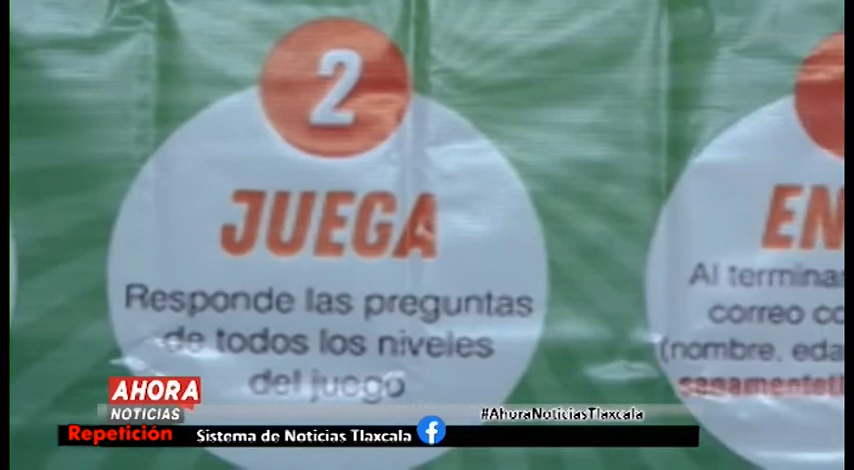 2
JUEGA
Responde las preguntas
de todos los niveles
del juego
EN
Al terminar
correo co
(nombre, eda
AHORA
NOTICIAS
#AhoraNoticiasTlaxcala
Repetición
Sistema de Noticias Tlaxcala